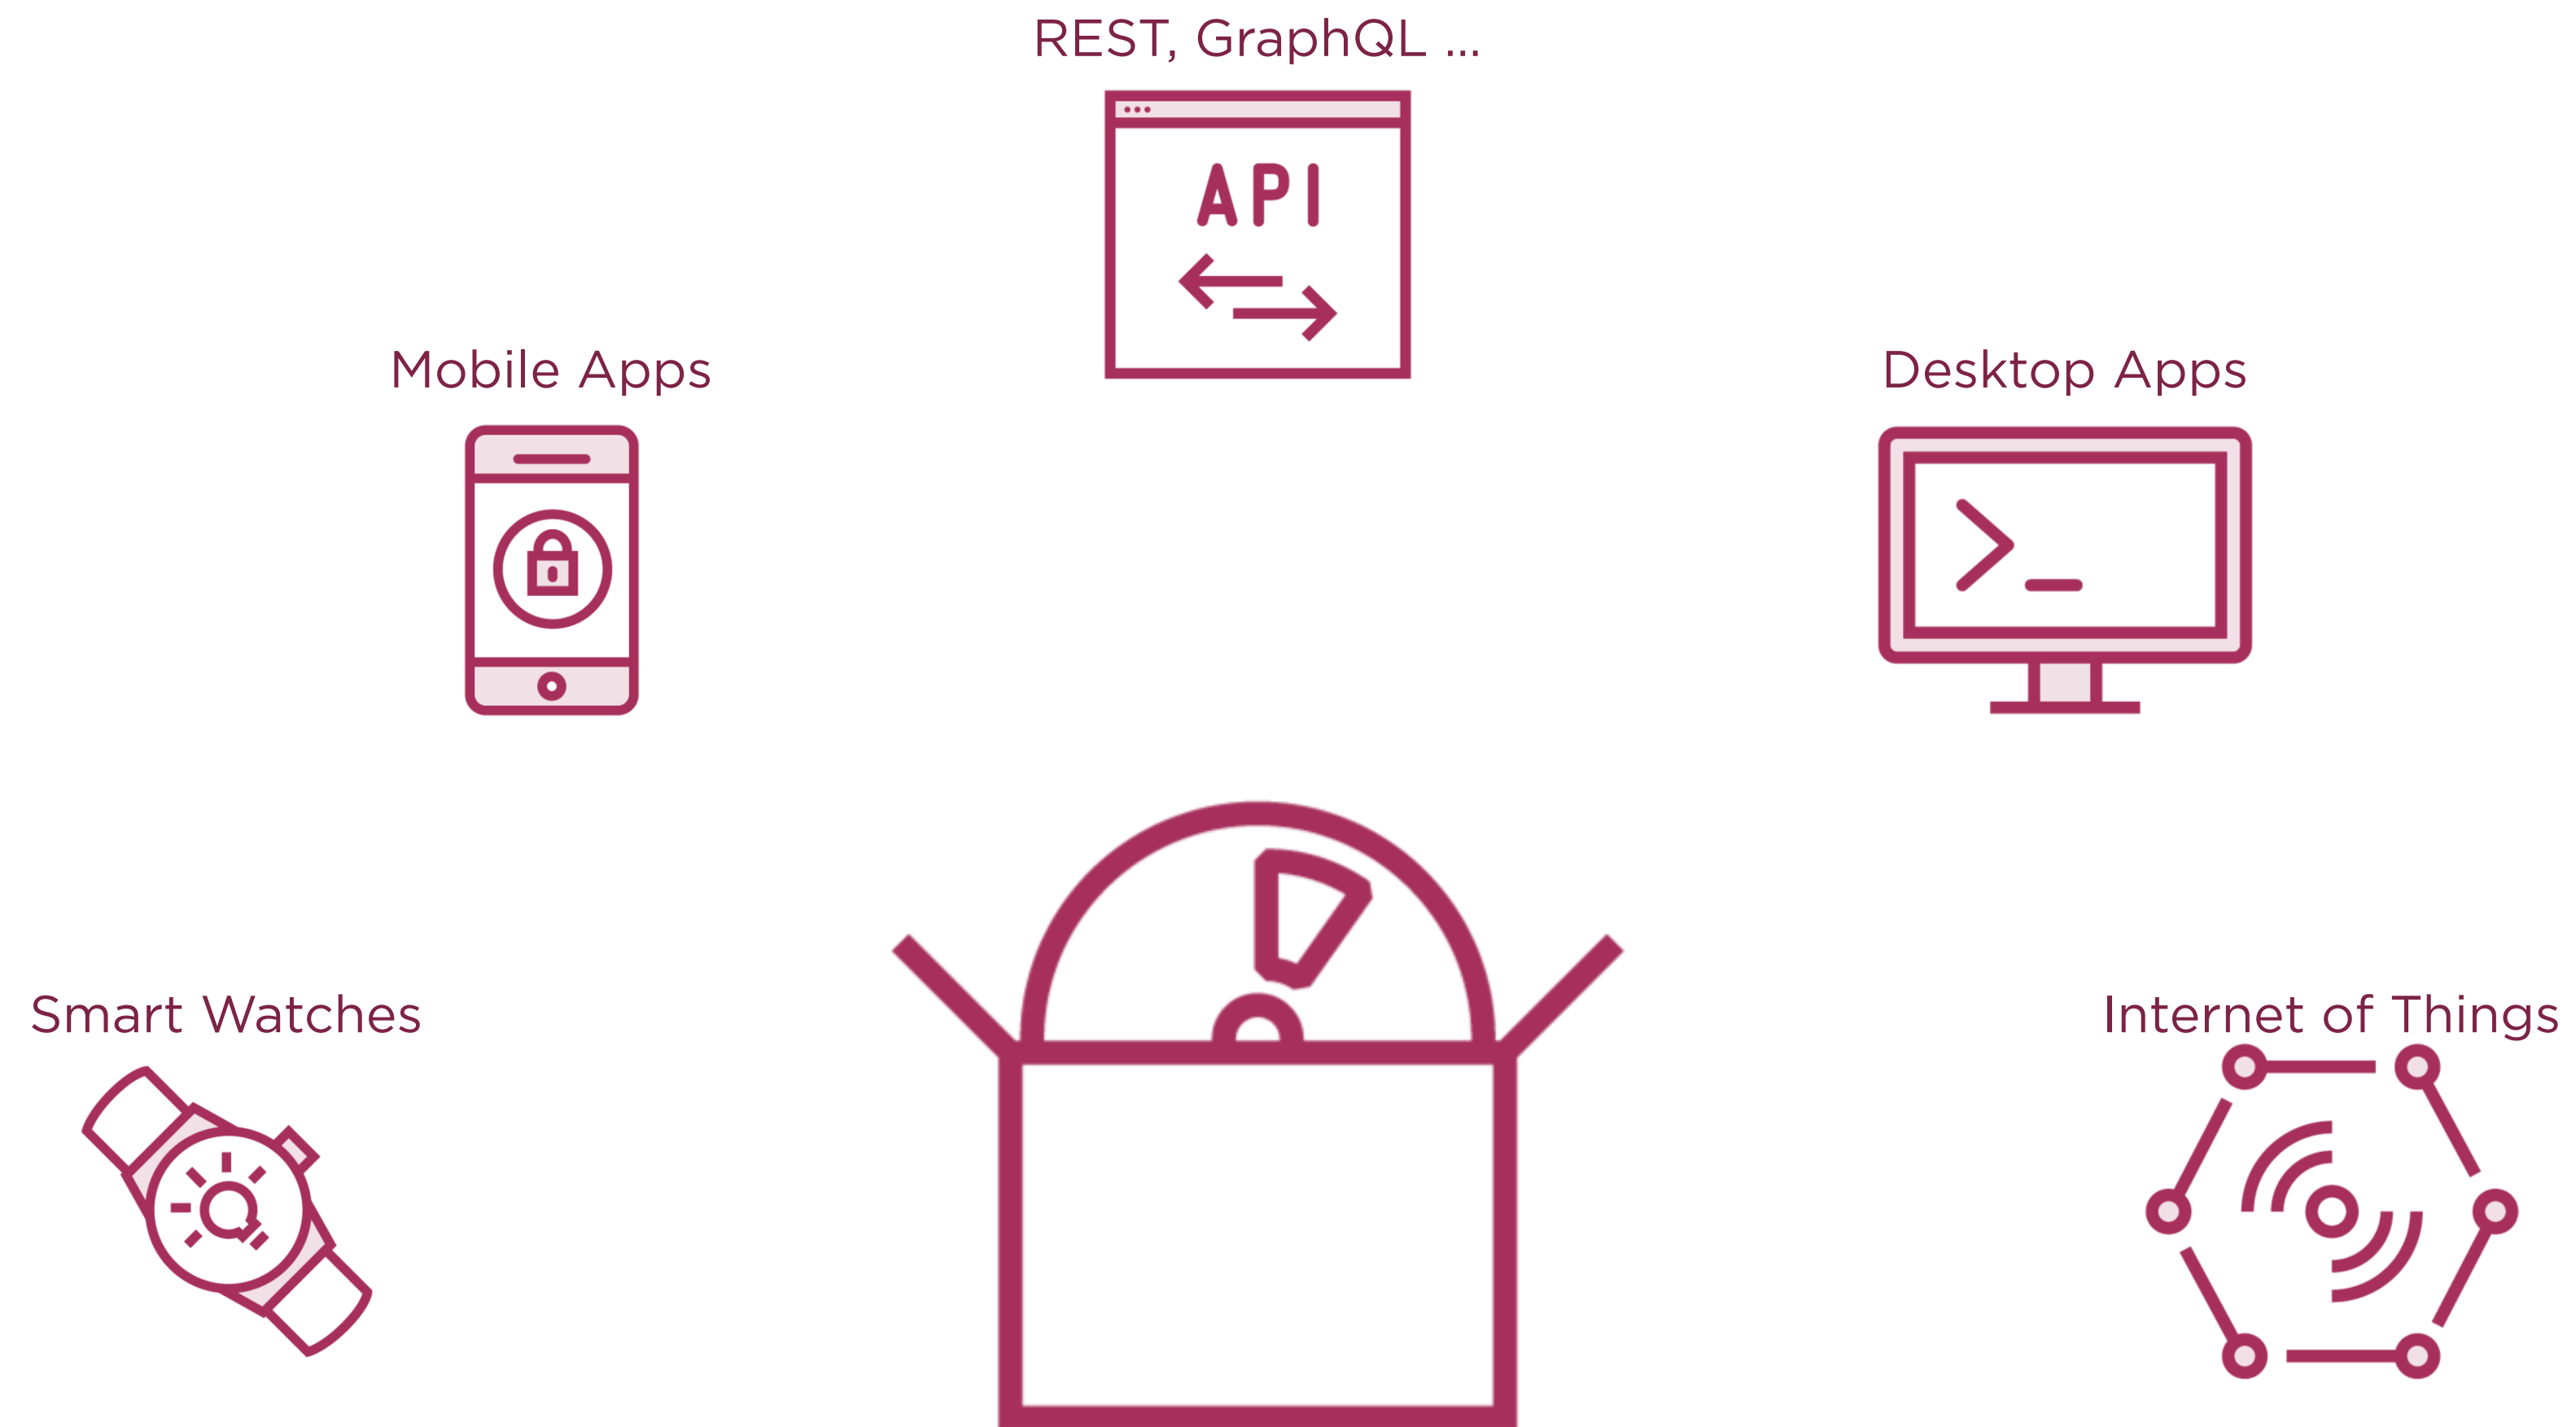 REST, GraphQL ...
API
Mobile Apps
Desktop Apps
>_
Smart Watches
Internet of Things